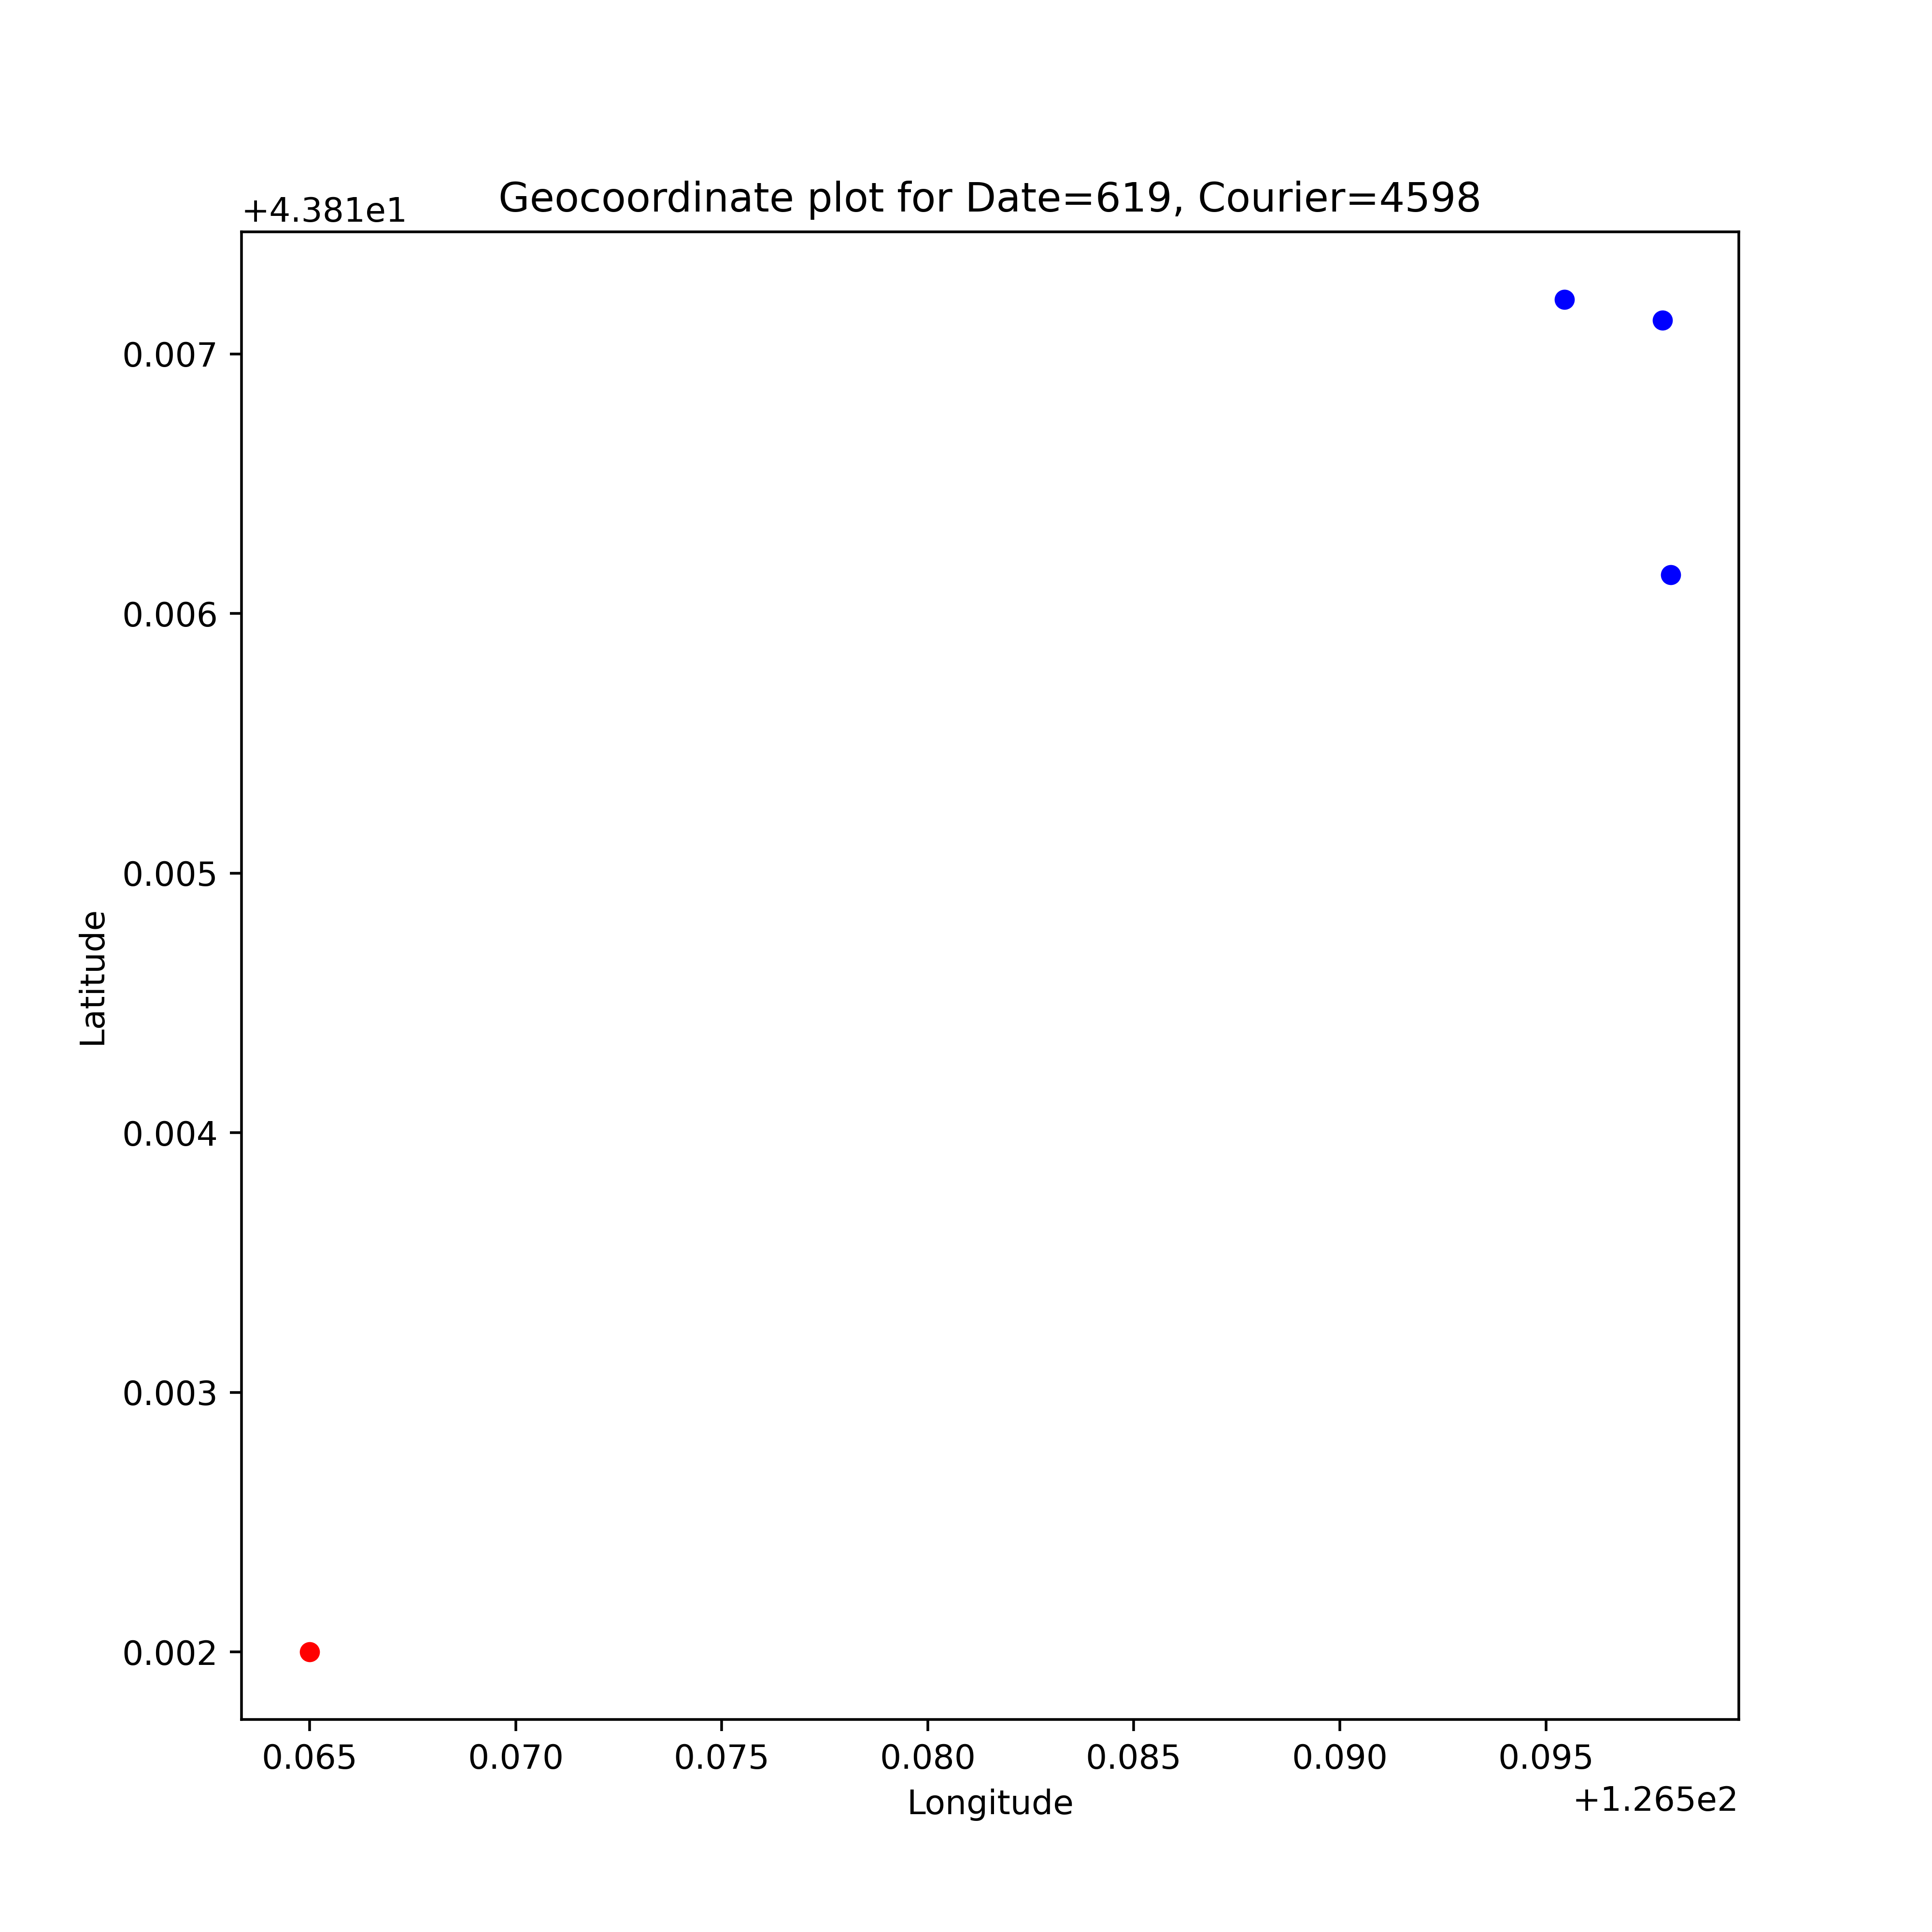 Geocoordinate plot for Date=619, Courier=4598
+4.381e1
0.007
0.006
0.005
0.004
0.003
0.002
Latitude
0.065 0.070 0.075 0.080 0.085 0.090 0.095
Longitude
+1.265e2